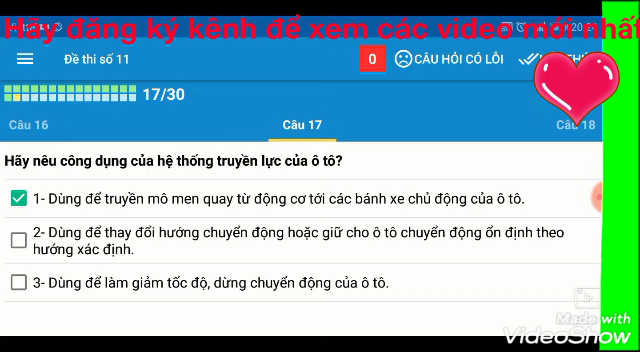 Hãy đăng ký kênh để xem các video mới nhất
20:24
Đề thi số 11
0
CÂU HỎI CÓ LỖI
17/30
Câu 16
Câu 17
Câu 18
Hãy nêu công dụng của hệ thống truyền lực của ô tô?
1- Dùng để truyền mô men quay từ động cơ tới các bánh xe chủ động của ô tô.
2- Dùng để thay đổi hướng chuyển động hoặc giữ cho ô tô chuyển động ổn định theo
hướng xác định.
3- Dùng để làm giảm tốc độ, dừng chuyển động của ô tô.
Made with
VideoShow